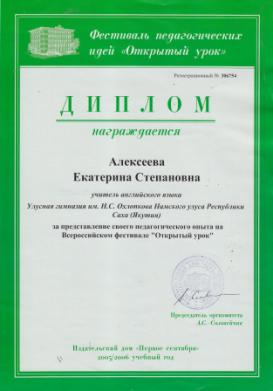 Фестиваль педагогических
идей «Открытый урок»
Регистрационный № 306754
ДИПЛОМ
награждается
Алексеева
Екатерина Степановна
учитель английского языка
Улусная гимназия им. Н.С. Охлопкова Намского улуса Республики
Саха (Якутия)
за представление своего педагогического опыта на
Всероссийском фестивале "Открытый урок"
Председатель оргкомитета
А.С. Соловейчик
Издательский дом «Первое сентября»
2005/2006 учебный год